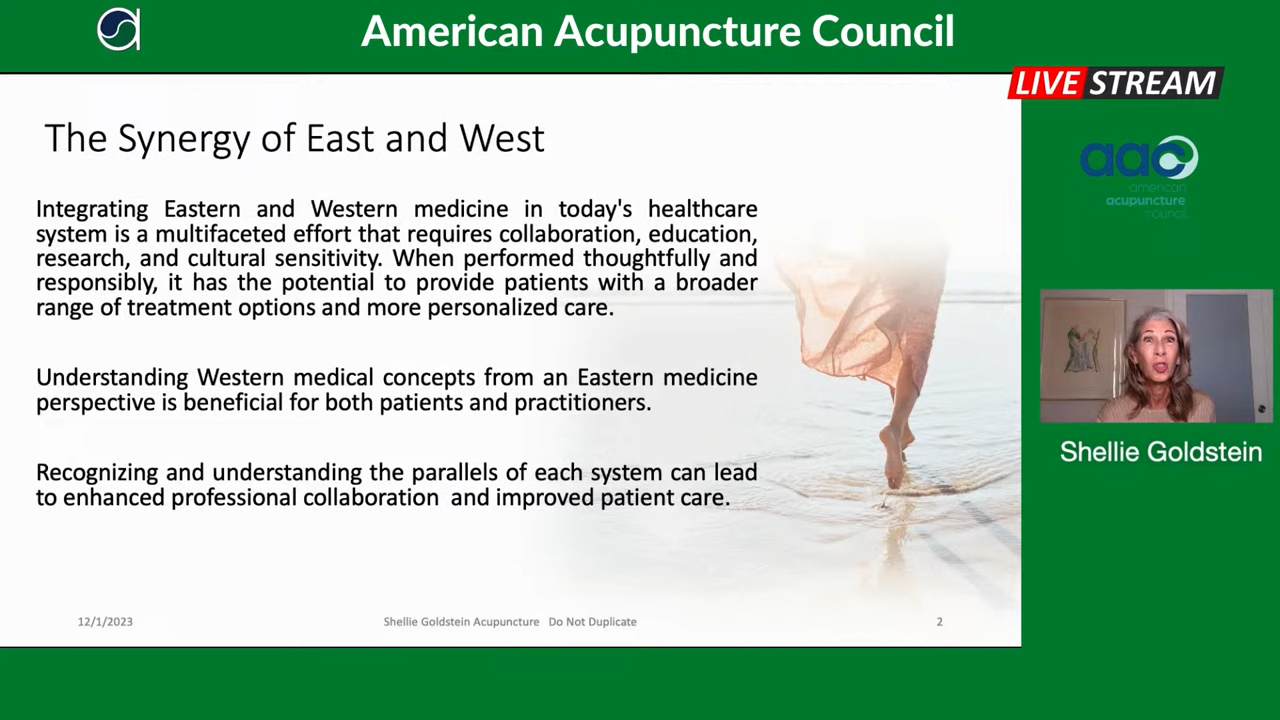 American Acupuncture Council
LIVE STREAM
The Synergy of East and West
Integrating Eastern and Western medicine in today's healthcare
system is a multifaceted effort that requires collaboration, education,
research, and cultural sensitivity. When performed thoughtfully and
responsibly, it has the potential to provide patients with a broader
range of treatment options and more personalized care.
Understanding Western medical concepts from an Eastern medicine
perspective is beneficial for both patients and practitioners.
Recognizing and understanding the parallels of each system can lead
to enhanced professional collaboration and improved patient care.
12/1/2023
Shellie Goldstein Acupuncture Do Not Duplicate
2
aac
american
acupuncture
council
Shellie Goldstein